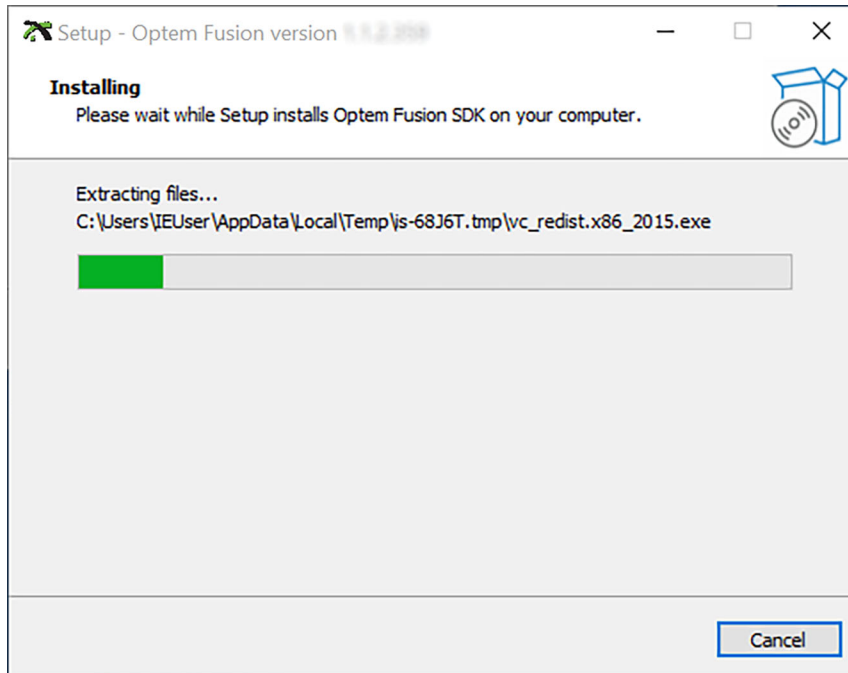 Setup - Optem Fusion version
Installing
Please wait while Setup installs Optem Fusion SDK on your computer.
Extracting files...
C:\Users\IEUser\AppData\Local\Temp\is-68J6T.tmp\vc_redist.x86_2015.exe
Cancel